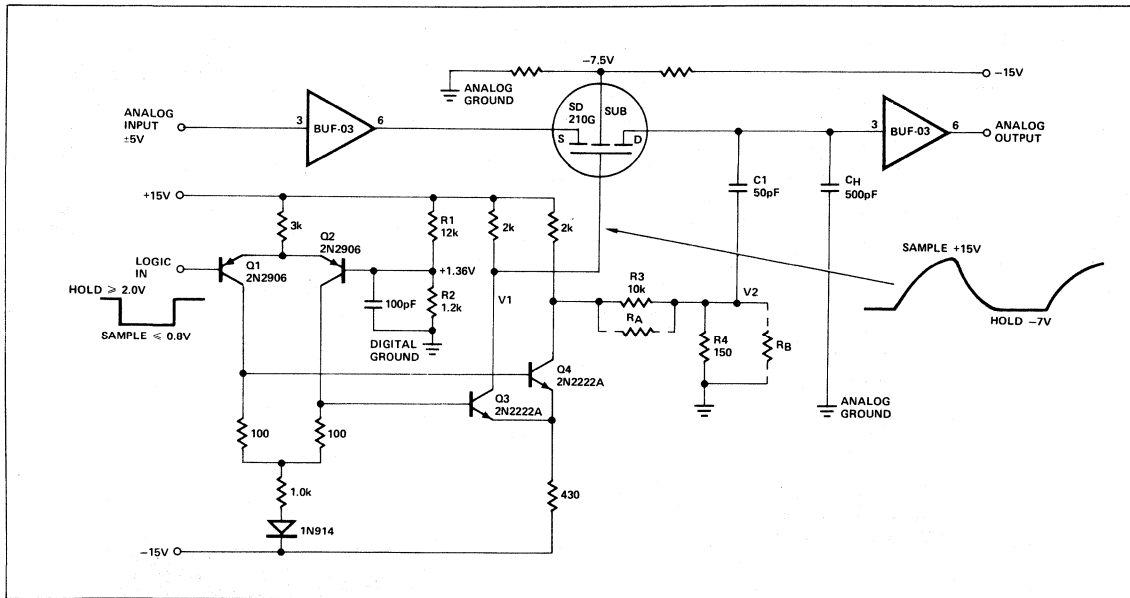 -7.5V
ANALOG
GROUND
-15V
ANALOG
INPUT
±5V
3
BUF-03
6
SD
210G
SUB
S
D
3
BUF-03
6
ANALOG
OUTPUT
C1
50pF
CH
500pF
+15V
3k
R1
12k
2k
2k
Q2
2N2906
Q1
2N2906
LOGIC
IN
+1.36V
HOLD ≥ 2.0V
SAMPLE ≤ 0.8V
100pF
R2
1.2k
DIGITAL
GROUND
V1
R3
10k
RA
V2
R4
150
RB
SAMPLE +15V
HOLD -7V
Q4
2N2222A
Q3
2N2222A
ANALOG
GROUND
100
100
1.0k
430
1N914
-15V